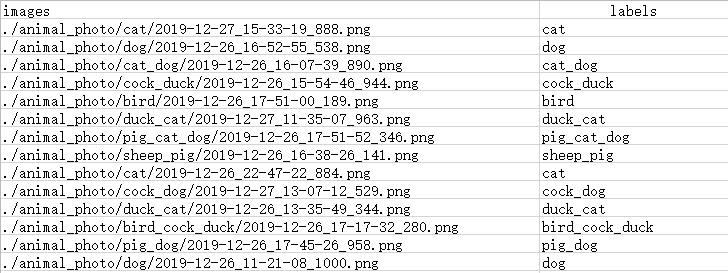 images labels
./animal_photo/cat/2019-12-27_15-33-19_888.png cat
./animal_photo/dog/2019-12-26_16-52-55_538.png dog
./animal_photo/cat_dog/2019-12-26_16-07-39_890.png cat_dog
./animal_photo/cock_duck/2019-12-26_15-54-46_944.png cock_duck
./animal_photo/bird/2019-12-26_17-51-00_189.png bird
./animal_photo/duck_cat/2019-12-27_11-35-07_963.png duck_cat
./animal_photo/pig_cat_dog/2019-12-26_17-51-52_346.png pig_cat_dog
./animal_photo/sheep_pig/2019-12-26_16-38-26_141.png sheep_pig
./animal_photo/cat/2019-12-26_22-47-22_884.png cat
./animal_photo/cock_dog/2019-12-27_13-07-12_529.png cock_dog
./animal_photo/duck_cat/2019-12-26_13-35-49_344.png duck_cat
./animal_photo/bird_cock_duck/2019-12-26_17-17-32_280.png bird_cock_duck
./animal_photo/pig_dog/2019-12-26_17-45-26_958.png pig_dog
./animal_photo/dog/2019-12-26_11-21-08_1000.png dog